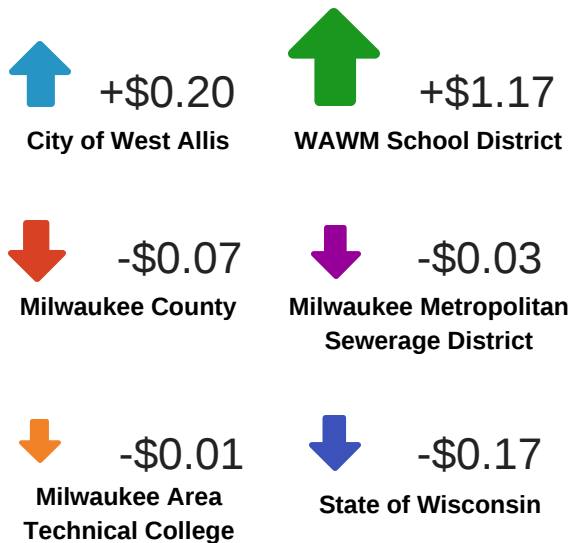 +$0.20
City of West Allis
+$1.17
WAWM School District
-$0.07
Milwaukee County
-$0.03
Milwaukee Metropolitan
Sewerage District
-$0.01
Milwaukee Area
Technical College
-$0.17
State of Wisconsin